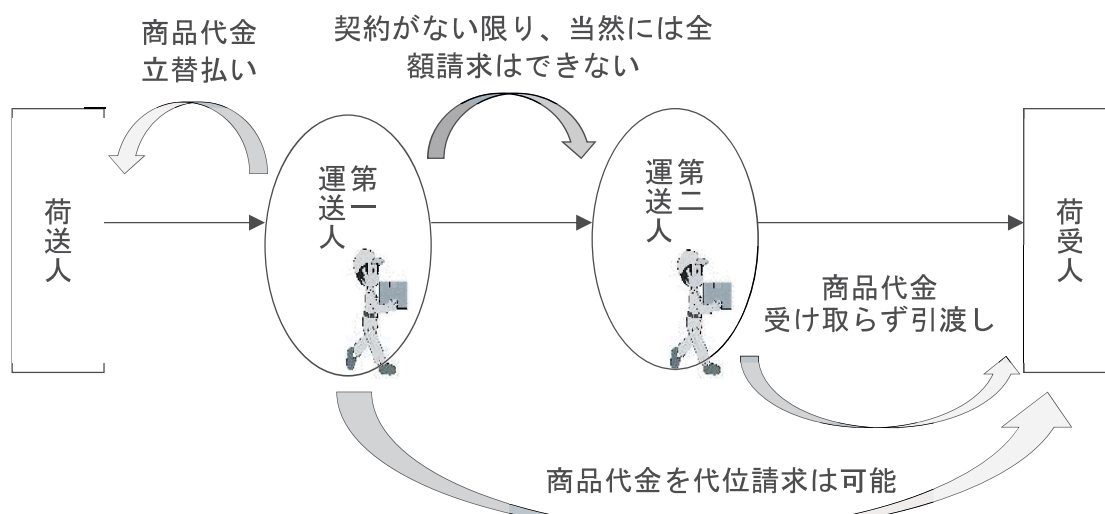 商品代金
立替払い
契約がない限り、当然には全
額請求はできない
荷送人
第一
運送人
第二
運送人
荷受人
商品代金
受け取らず引渡し
商品代金を代位請求は可能